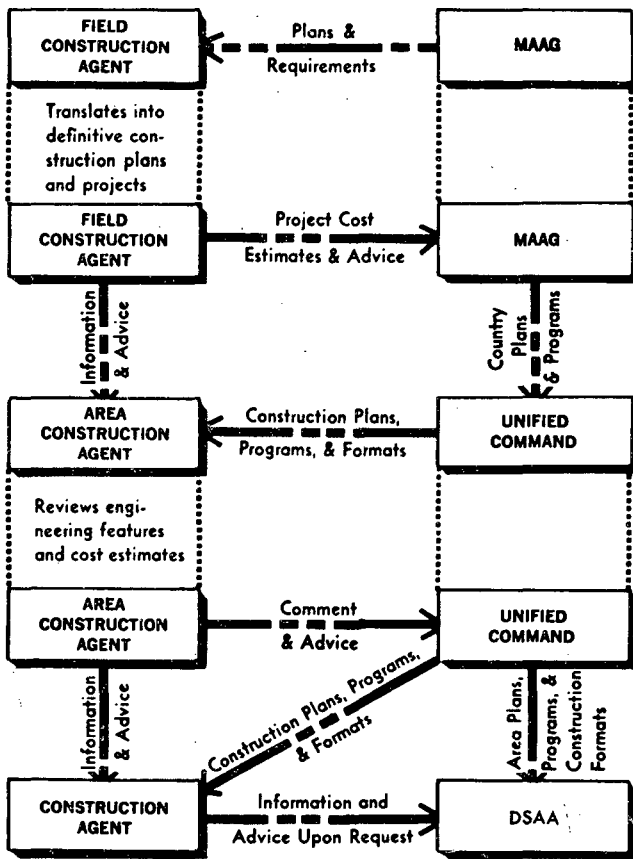 FIELD
CONSTRUCTION
AGENT
Plans &
Requirements
MAAG
Translates into
definitive con-
struction plans
and projects
FIELD
CONSTRUCTION
AGENT
Project Cost
Estimates & Advice
MAAG
Information
& Advice
Country
Plans
& Programs
AREA
CONSTRUCTION
AGENT
Construction Plans,
Programs, & Formats
UNIFIED
COMMAND
Reviews engi-
neering features
and cost estimates
AREA
CONSTRUCTION
AGENT
Comment
& Advice
UNIFIED
COMMAND
Information
& Advice
Construction Plans, Programs,
& Formats
Area Plans,
Programs, &
Construction
Formats
CONSTRUCTION
AGENT
Information and
Advice Upon Request
DSAA